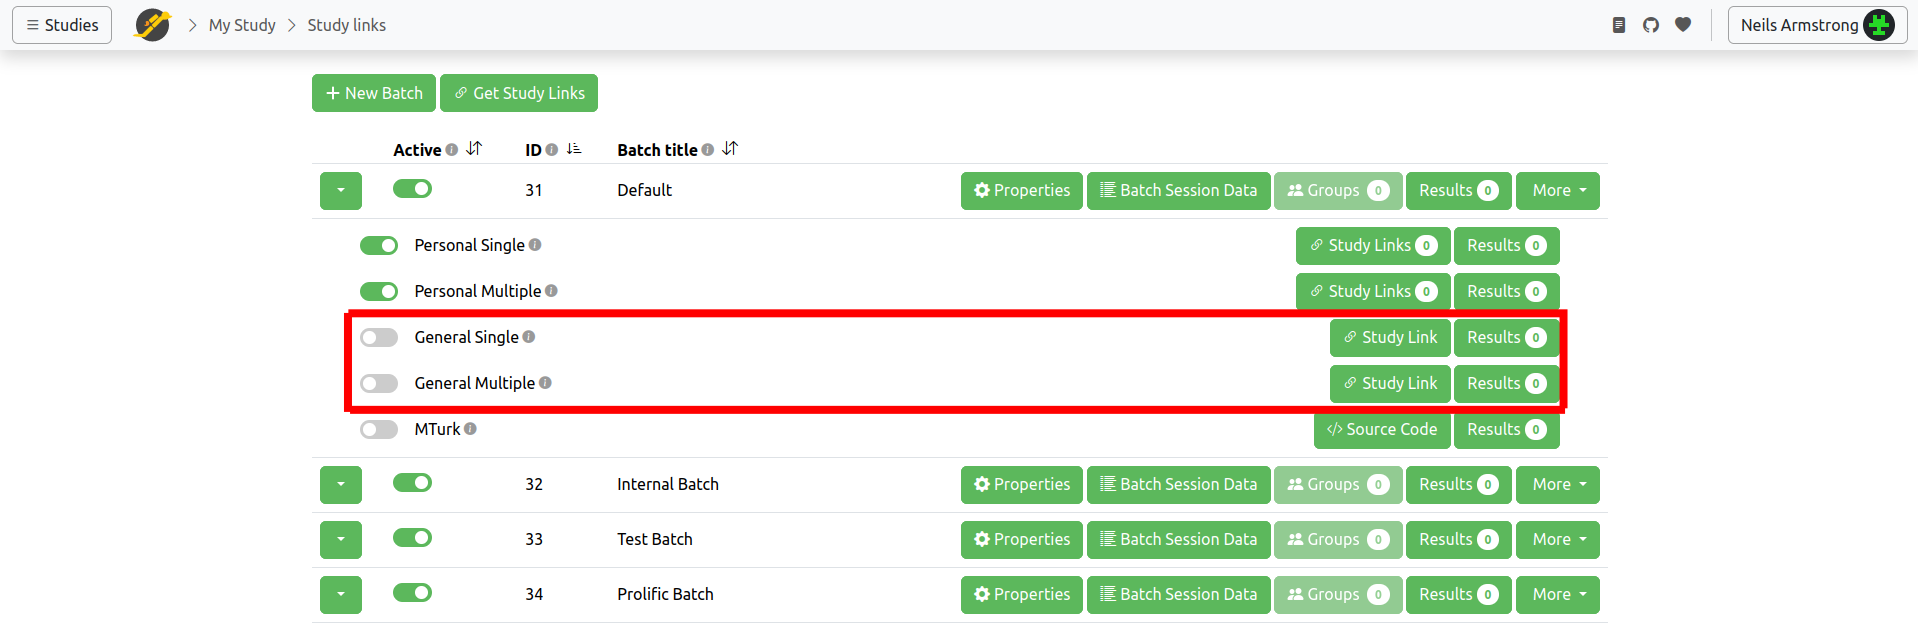 Studies My Study Study links Neils Armstrong
New Batch Get Study Links
Active ID Batch title
31 Default Properties Batch Session Data Groups 0 Results 0 More
Personal Single Study Links 0 Results 0
Personal Multiple Study Links 0 Results 0
General Single Study Link Results 0
General Multiple Study Link Results 0
MTurk </> Source Code Results 0
32 Internal Batch Properties Batch Session Data Groups 0 Results 0 More
33 Test Batch Properties Batch Session Data Groups 0 Results 0 More
34 Prolific Batch Properties Batch Session Data Groups 0 Results 0 More